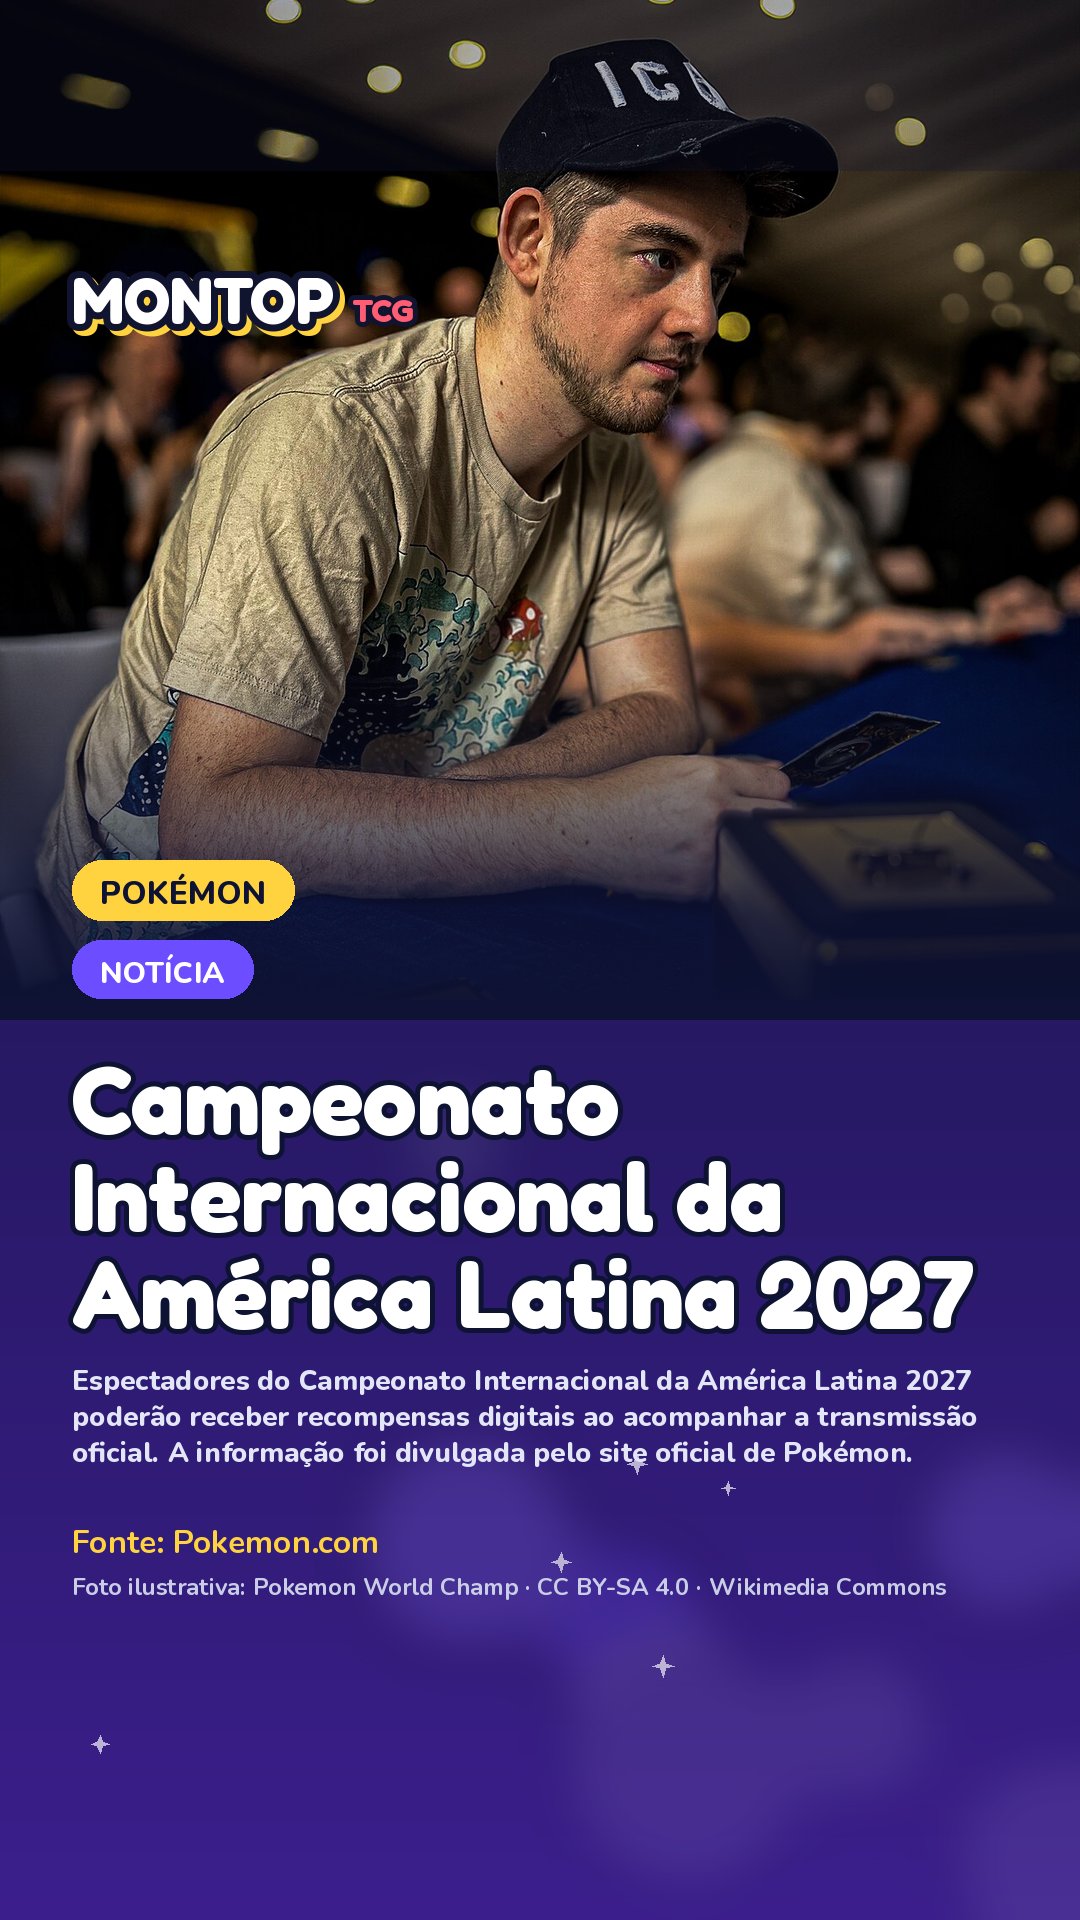 MONTOP TCG
POKÉMON
NOTÍCIA
Campeonato
Internacional da
América Latina 2027
Espectadores do Campeonato Internacional da América Latina 2027
poderão receber recompensas digitais ao acompanhar a transmissão
oficial. A informação foi divulgada pelo site oficial de Pokémon.
Fonte: Pokemon.com
Foto ilustrativa: Pokemon World Champ · CC BY-SA 4.0 · Wikimedia Commons